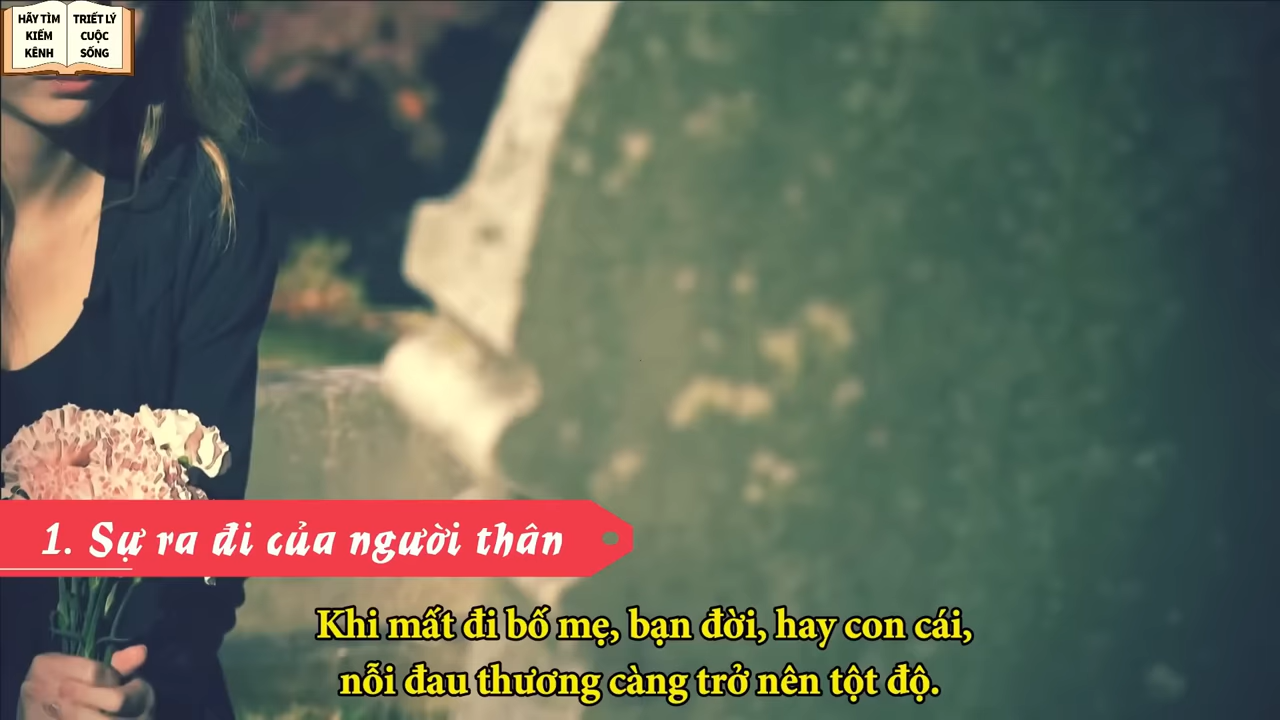 HÃY TÌM
KIẾM
KÊNH
TRIẾT LÝ
CUỘC
SỐNG
1. Sự ra đi của người thân
Khi mất đi bố mẹ, bạn đời, hay con cái,
nỗi đau thương càng trở nên tột độ.